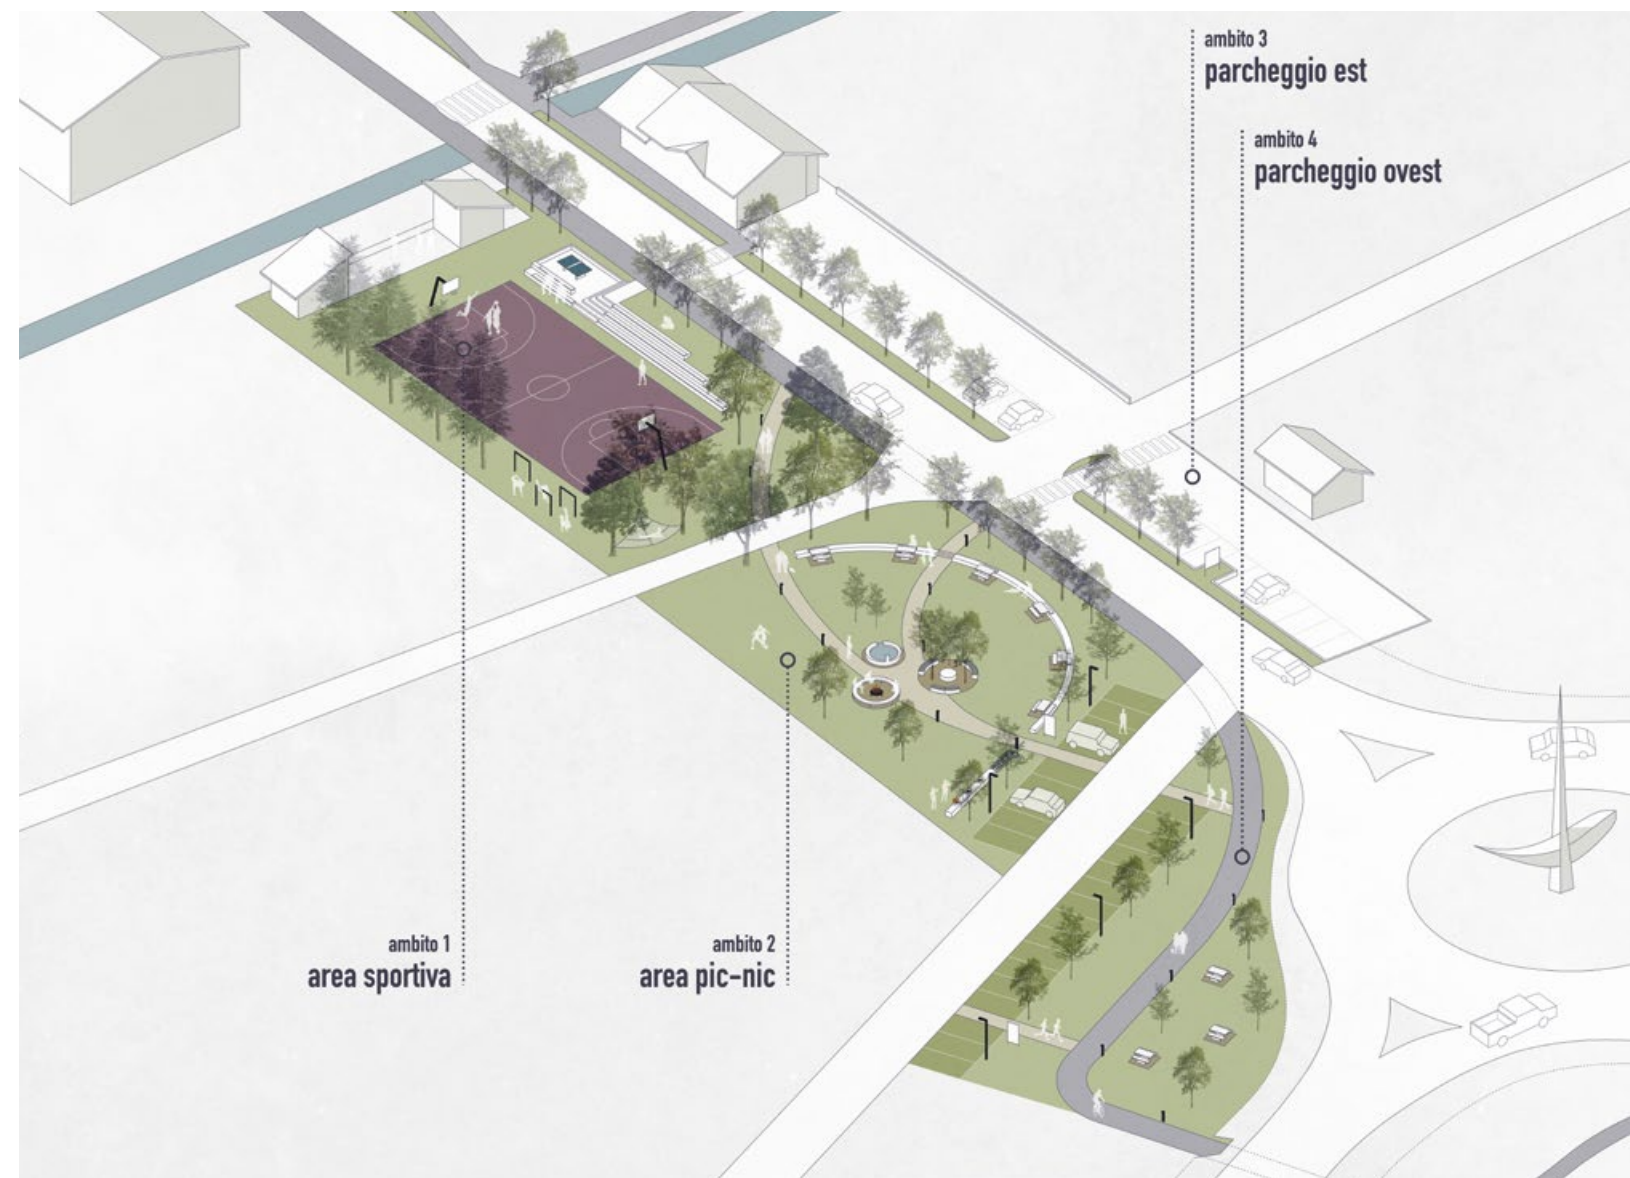 ambito 3
parcheggio est
ambito 4
parcheggio ovest
ambito 1
area sportiva
ambito 2
area pic-nic